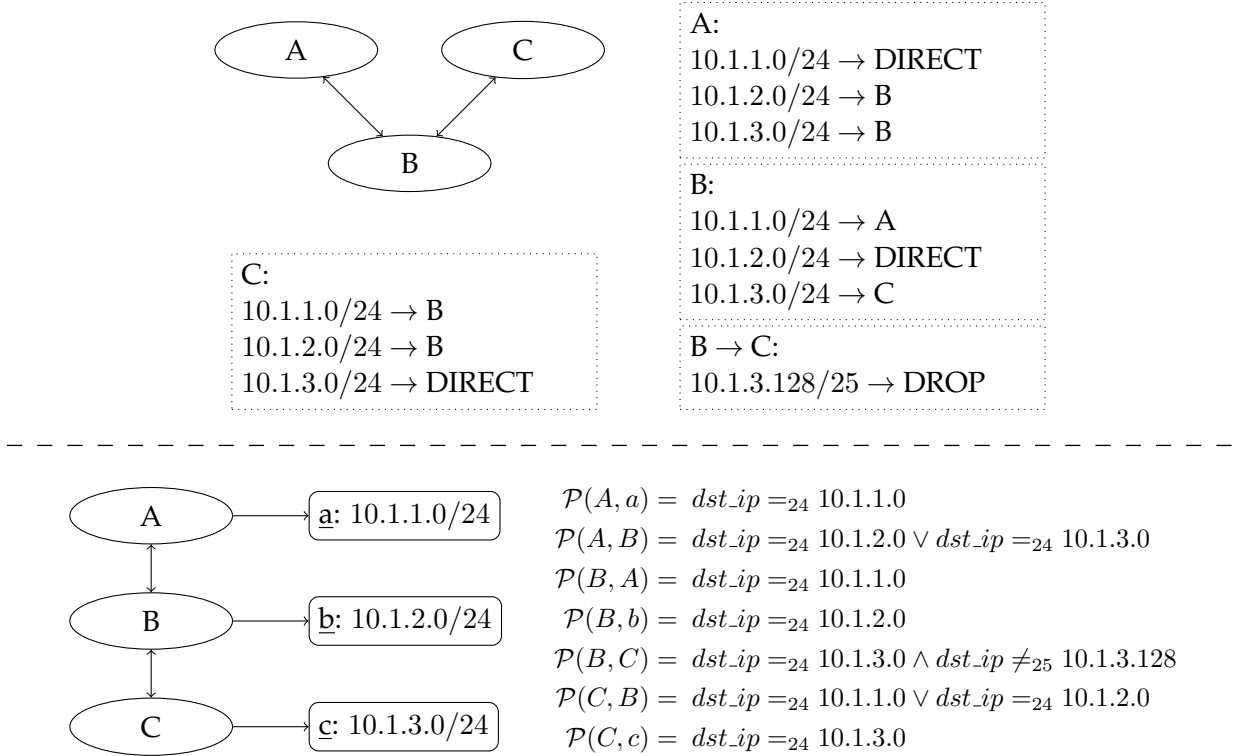 A
C
B
A:
10.1.1.0/24 → DIRECT
10.1.2.0/24 → B
10.1.3.0/24 → B
B:
10.1.1.0/24 → A
10.1.2.0/24 → DIRECT
10.1.3.0/24 → C
C:
10.1.1.0/24 → B
10.1.2.0/24 → B
10.1.3.0/24 → DIRECT
B → C:
10.1.3.128/25 → DROP
A
a: 10.1.1.0/24
B
b: 10.1.2.0/24
C
c: 10.1.3.0/24
𝒫(A, a) = dst_ip =₂₄ 10.1.1.0
𝒫(A, B) = dst_ip =₂₄ 10.1.2.0 ∨ dst_ip =₂₄ 10.1.3.0
𝒫(B, A) = dst_ip =₂₄ 10.1.1.0
𝒫(B, b) = dst_ip =₂₄ 10.1.2.0
𝒫(B, C) = dst_ip =₂₄ 10.1.3.0 ∧ dst_ip ≠₂₅ 10.1.3.128
𝒫(C, B) = dst_ip =₂₄ 10.1.1.0 ∨ dst_ip =₂₄ 10.1.2.0
𝒫(C, c) = dst_ip =₂₄ 10.1.3.0